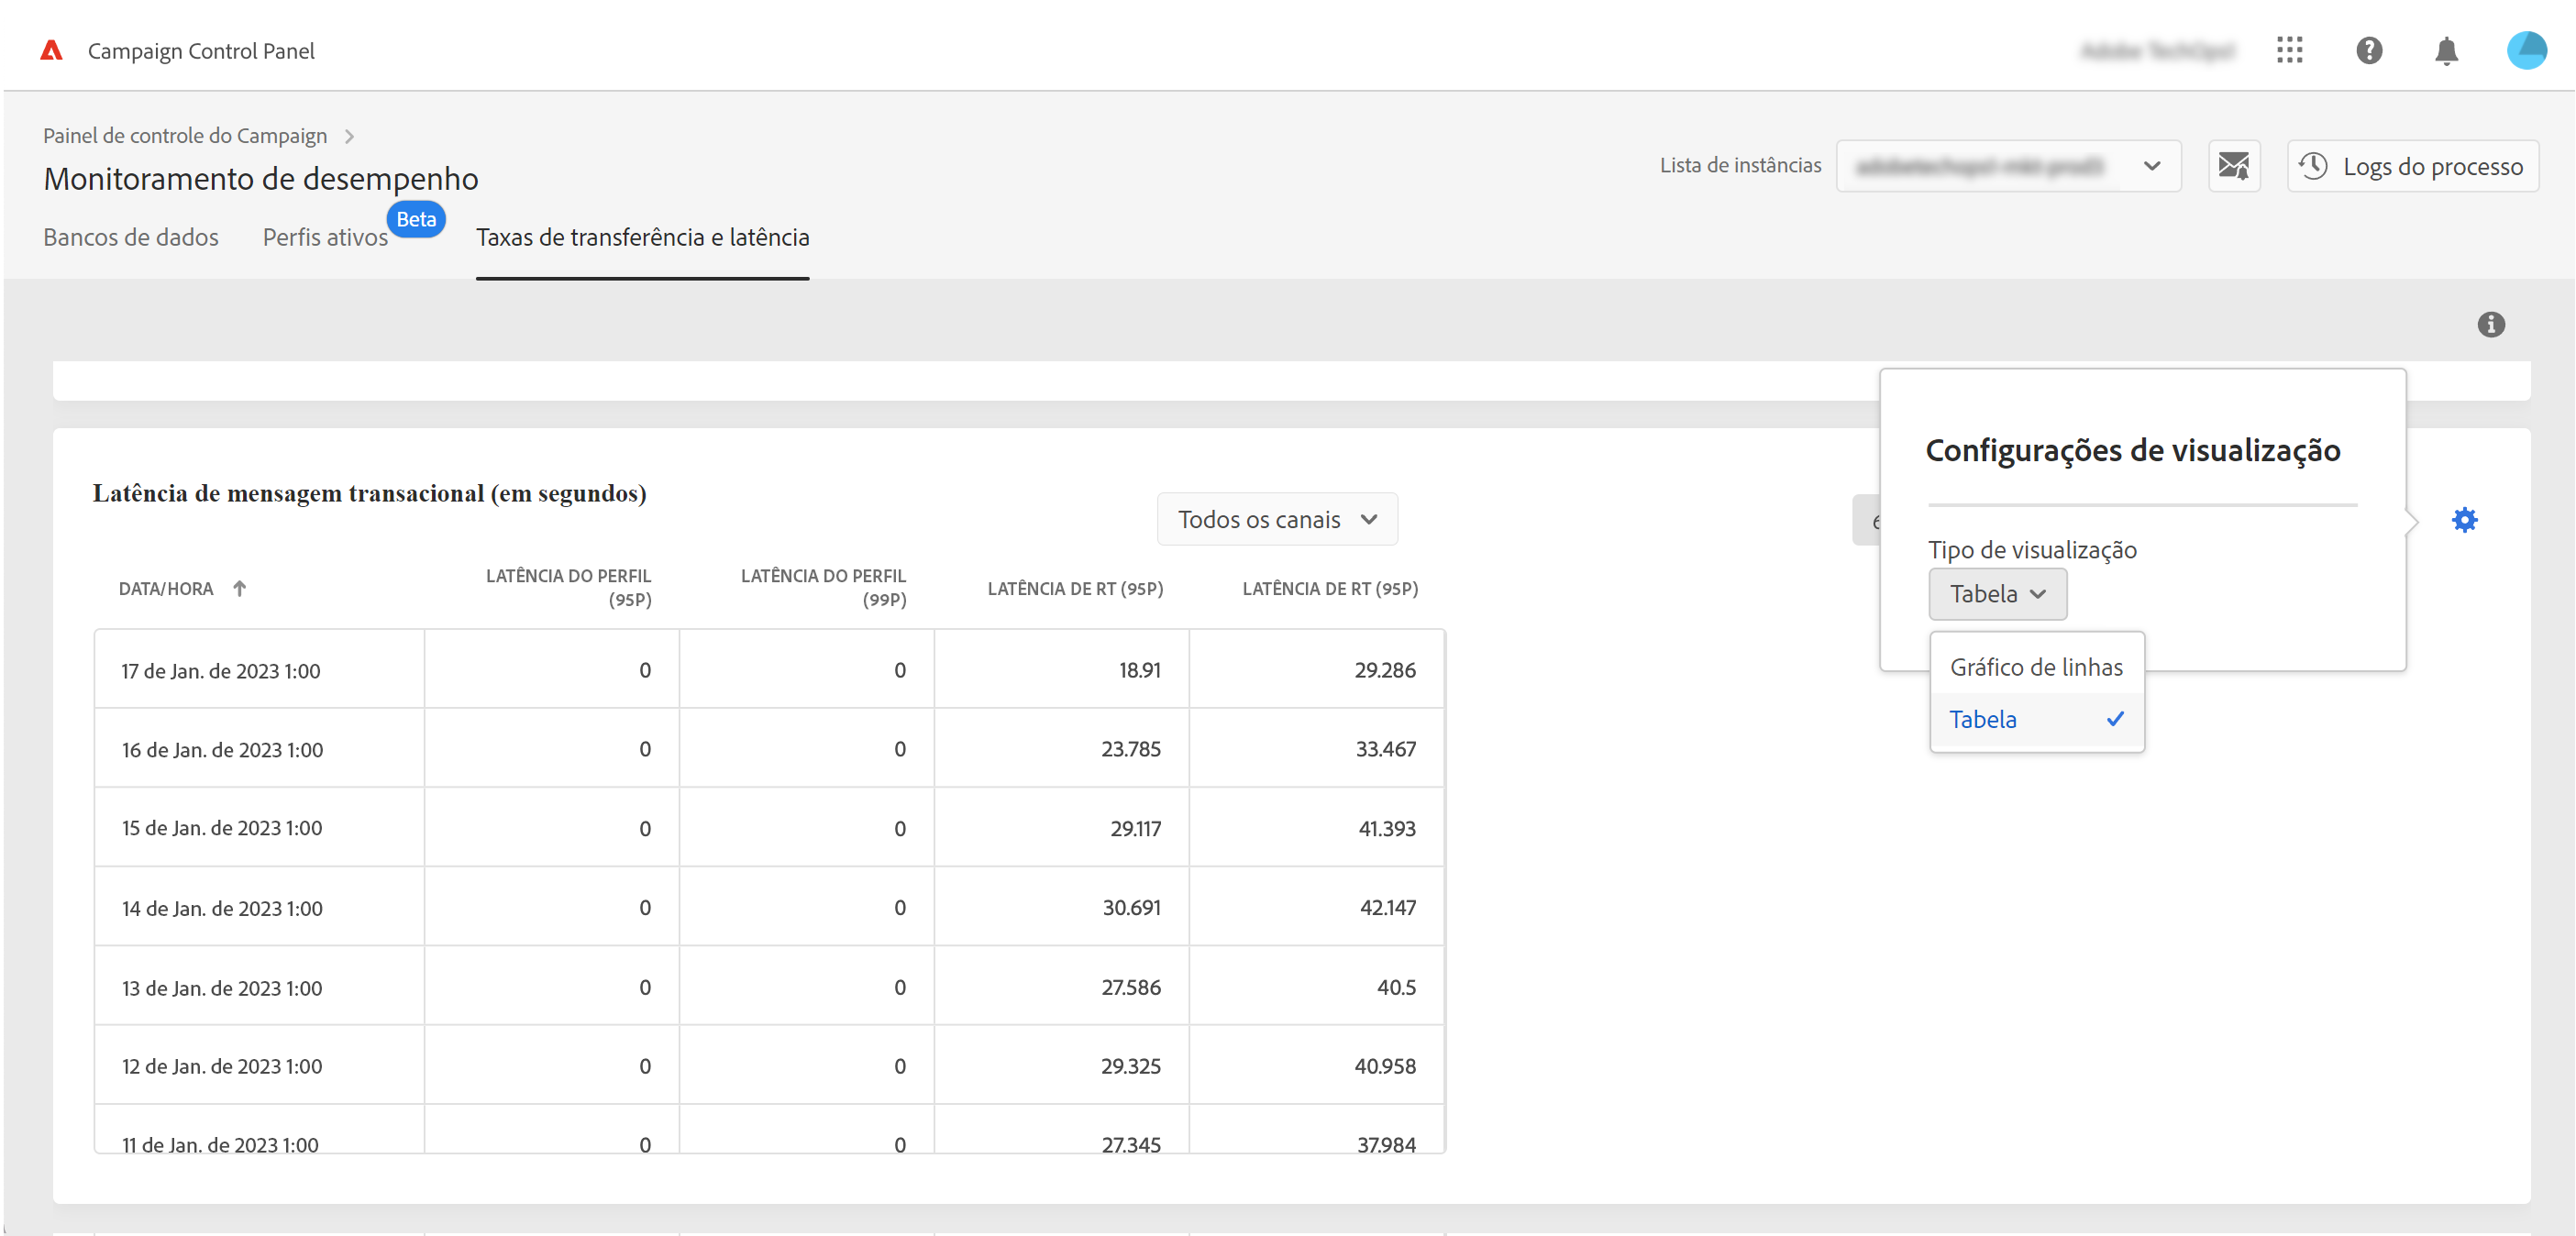 Campaign Control Panel
Painel de controle do Campaign
Monitoramento de desempenho
Lista de instâncias
Logs do processo
Bancos de dados
Perfis ativos
Beta
Taxas de transferência e latência
Configurações de visualização
Tipo de visualização
Tabela
Gráfico de linhas
Tabela
Latência de mensagem transacional (em segundos)
Todos os canais
DATA/HORA LATÊNCIA DO PERFIL (95P) LATÊNCIA DO PERFIL (99P) LATÊNCIA DE RT (95P) LATÊNCIA DE RT (95P)
17 de Jan. de 2023 1:00 0 0 18.91 29.286
16 de Jan. de 2023 1:00 0 0 23.785 33.467
15 de Jan. de 2023 1:00 0 0 29.117 41.393
14 de Jan. de 2023 1:00 0 0 30.691 42.147
13 de Jan. de 2023 1:00 0 0 27.586 40.5
12 de Jan. de 2023 1:00 0 0 29.325 40.958
11 de Jan. de 2023 1:00 0 0 27.345 37.984